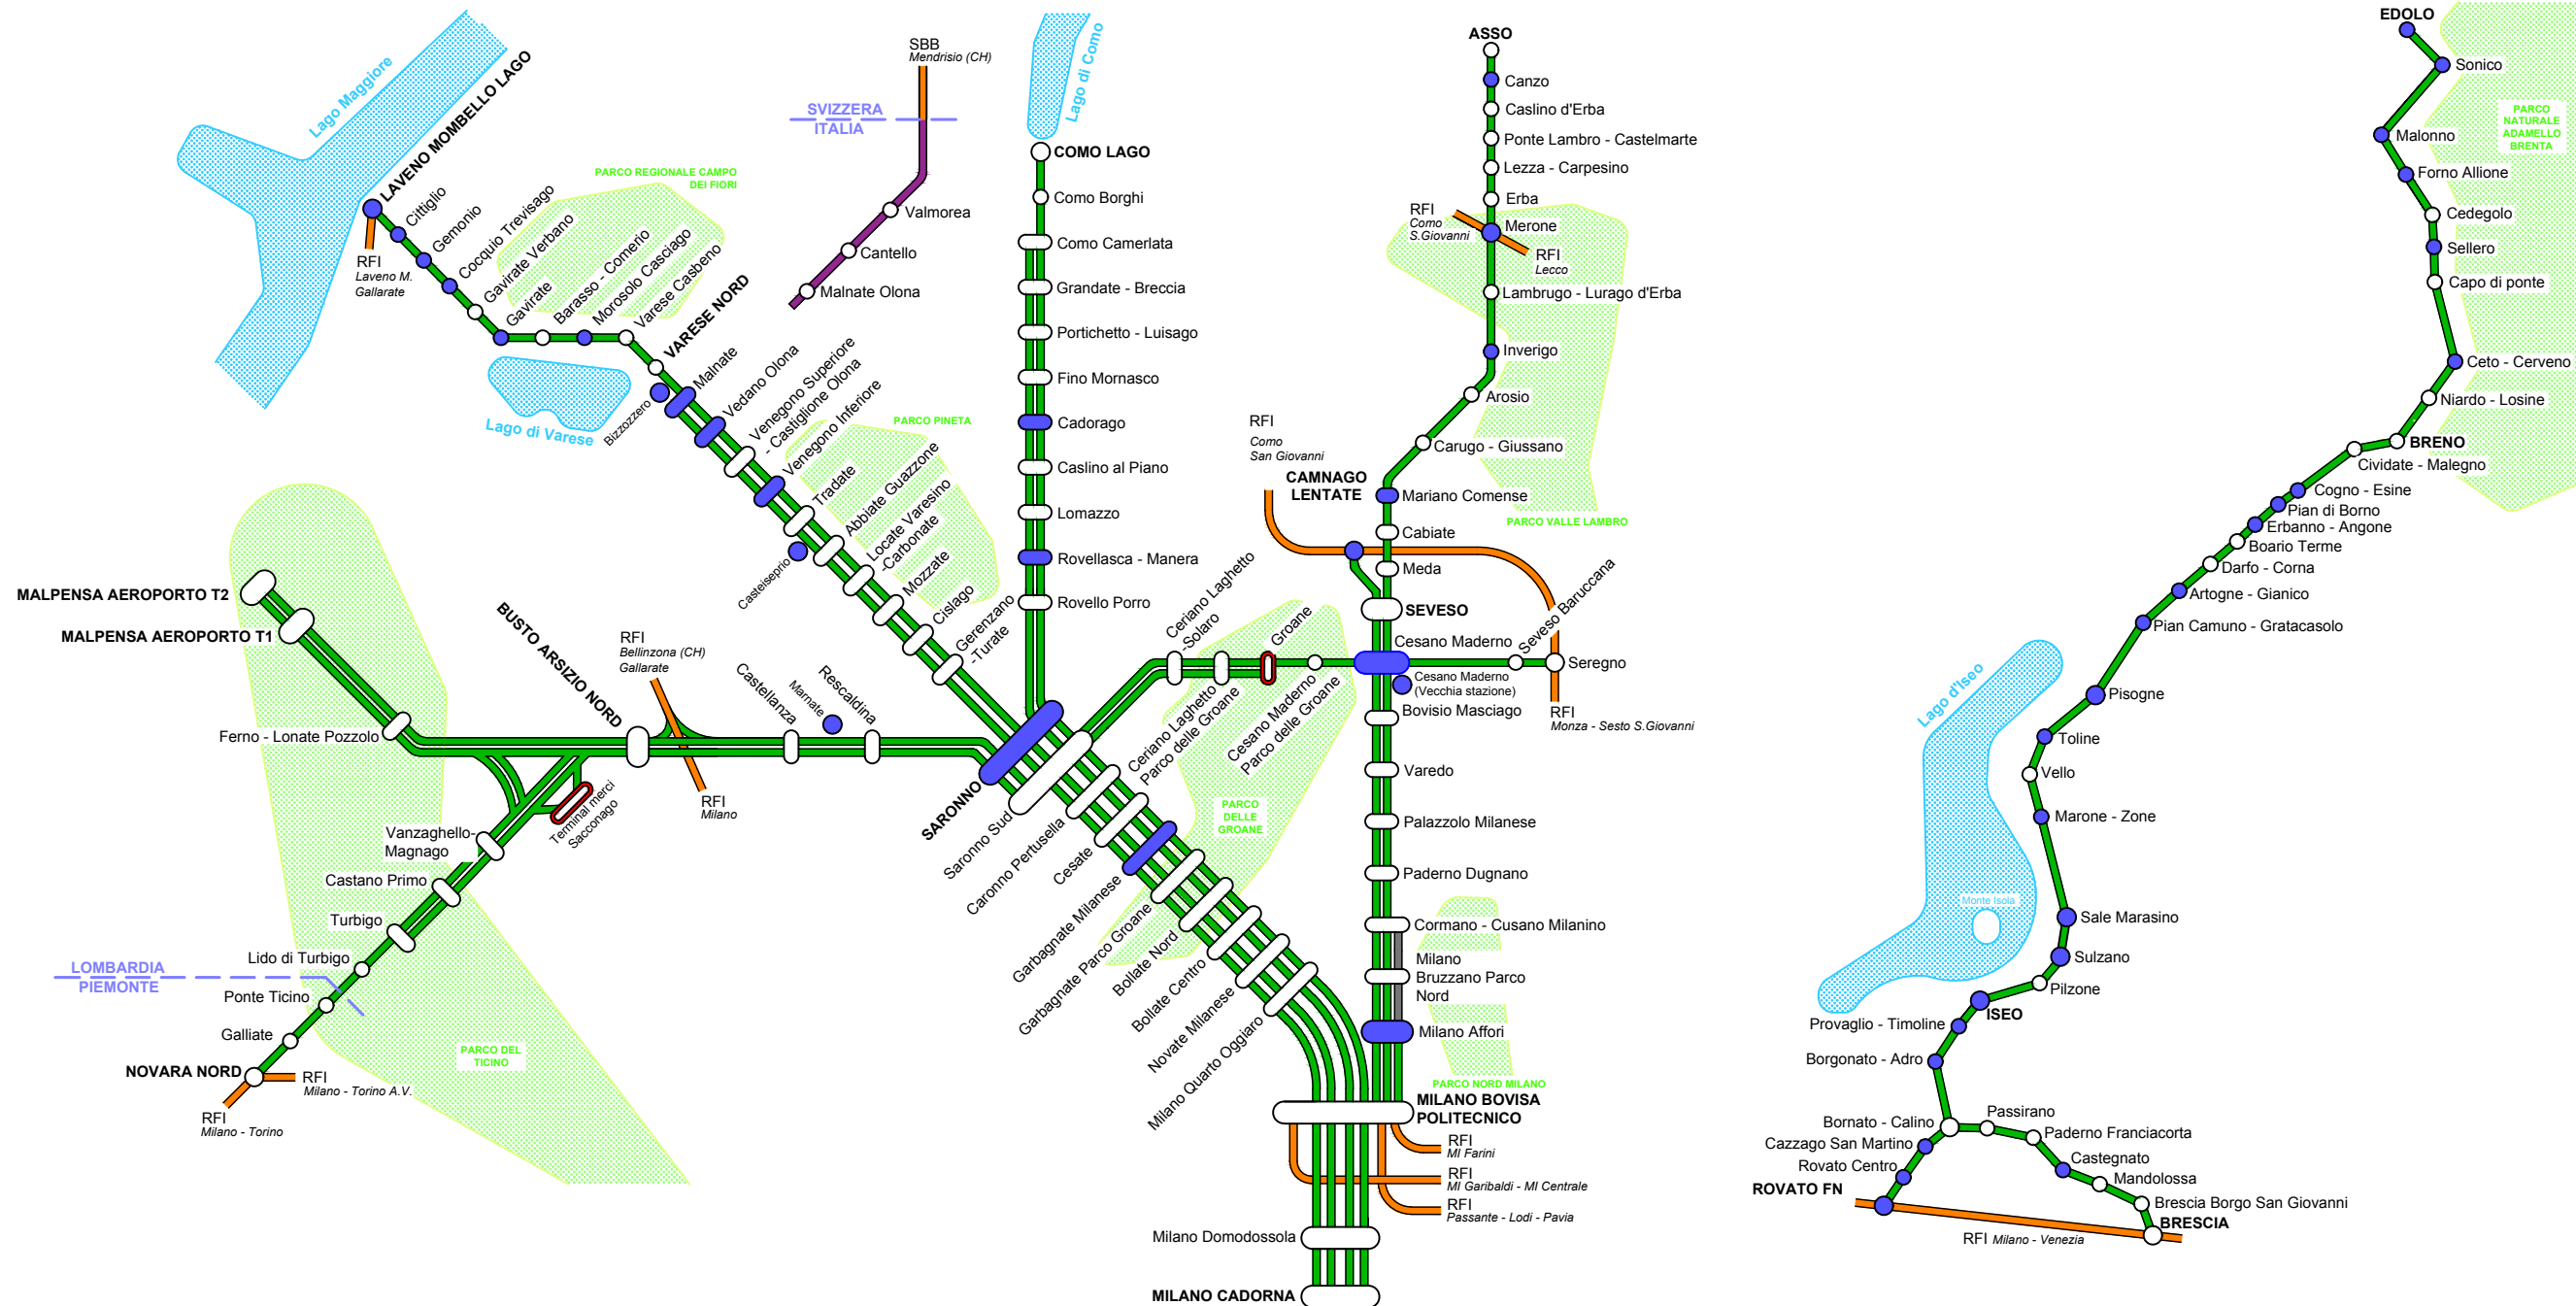 Lago Maggiore
LAVENO MOMBELLO LAGO
RFI
Laveno M.
Gallarate
Cittiglio
Gemonio
Cocquio Trevisago
Gavirate Verbano
Gavirate
Barasso - Comerio
Morosolo Casciago
Varese Casbeno
VARESE NORD
PARCO REGIONALE CAMPO
DEI FIORI
Lago di Varese
SBB
Mendrisio (CH)
SVIZZERA
ITALIA
Valmorea
Cantello
Malnate Olona
Bizzozzero
Malnate
Vedano Olona
Venegono Superiore
- Castiglione Olona
Venegono Inferiore
Tradate
Abbiate Guazzone
Locate Varesino
-Carbonate
Mozzate
Cislago
Gerenzano
-Turate
Castelseprio
PARCO PINETA
Lago di Como
COMO LAGO
Como Borghi
Como Camerlata
Grandate - Breccia
Portichetto - Luisago
Fino Mornasco
Cadorago
Caslino al Piano
Lomazzo
Rovellasca - Manera
Rovello Porro
ASSO
Canzo
Caslino d'Erba
Ponte Lambro - Castelmarte
Lezza - Carpesino
Erba
Merone
RFI
Como
S.Giovanni
RFI
Lecco
Lambrugo - Lurago d'Erba
Inverigo
Arosio
Carugo - Giussano
Mariano Comense
Cabiate
Meda
SEVESO
PARCO VALLE LAMBRO
RFI
Como
San Giovanni
CAMNAGO
LENTATE
Cesano Maderno
Cesano Maderno
(Vecchia stazione)
Seveso Baruccana
Seregno
RFI
Monza - Sesto S.Giovanni
Bovisio Masciago
Varedo
Palazzolo Milanese
Paderno Dugnano
Cormano - Cusano Milanino
Milano
Bruzzano Parco
Nord
Milano Affori
PARCO NORD MILANO
MILANO BOVISA
POLITECNICO
RFI
MI Farini
RFI
MI Garibaldi - MI Centrale
RFI
Passante - Lodi - Pavia
Milano Domodossola
MILANO CADORNA
Ceriano Laghetto
-Solaro
Groane
Ceriano Laghetto
Parco delle Groane
Cesano Maderno
Parco delle Groane
PARCO
DELLE
GROANE
MALPENSA AEROPORTO T2
MALPENSA AEROPORTO T1
Ferno - Lonate Pozzolo
BUSTO ARSIZIO NORD
RFI
Bellinzona (CH)
Gallarate
RFI
Milano
Castellanza
Marnate
Rescaldina
SARONNO
Saronno Sud
Caronno Pertusella
Cesate
Garbagnate Milanese
Garbagnate Parco Groane
Bollate Nord
Bollate Centro
Novate Milanese
Milano Quarto Oggiaro
Terminal merci
Sacconago
Vanzaghello-
Magnago
Castano Primo
Turbigo
Lido di Turbigo
LOMBARDIA
PIEMONTE
Ponte Ticino
Galliate
NOVARA NORD
RFI
Milano - Torino A.V.
RFI
Milano - Torino
PARCO DEL
TICINO
EDOLO
Sonico
PARCO
NATURALE
ADAMELLO
BRENTA
Malonno
Forno Allione
Cedegolo
Sellero
Capo di ponte
Ceto - Cerveno
Niardo - Losine
BRENO
Cividate - Malegno
Cogno - Esine
Pian di Borno
Erbanno - Angone
Boario Terme
Darfo - Corna
Artogne - Gianico
Pian Camuno - Gratacasolo
Pisogne
Toline
Vello
Marone - Zone
Lago d'Iseo
Monte Isola
Sale Marasino
Sulzano
Pilzone
ISEO
Provaglio - Timoline
Borgonato - Adro
Bornato - Calino
Cazzago San Martino
Rovato Centro
ROVATO FN
Passirano
Paderno Franciacorta
Castegnato
Mandolossa
Brescia Borgo San Giovanni
BRESCIA
RFI Milano - Venezia